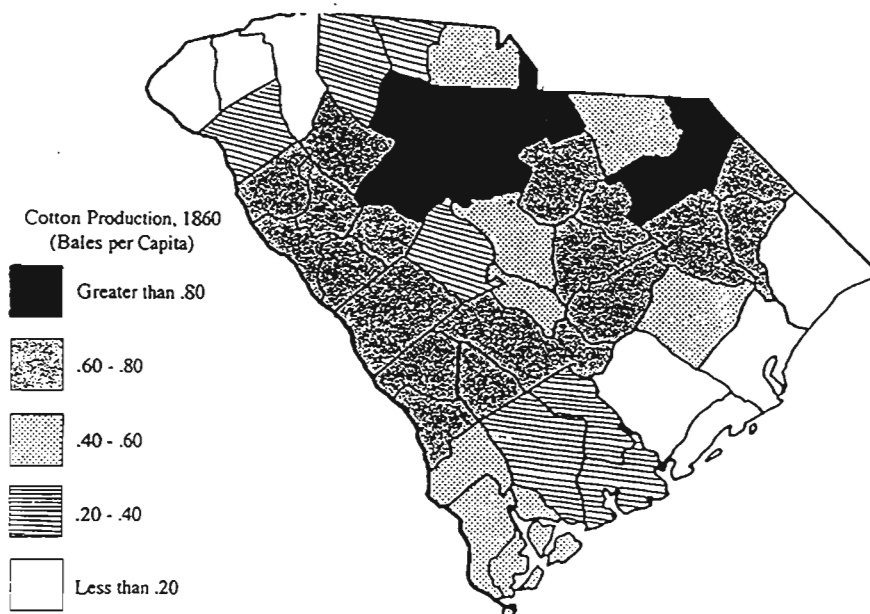 Cotton Production, 1860
(Bales per Capita)
Greater than .80
.60 - .80
.40 - .60
.20 - .40
Less than .20